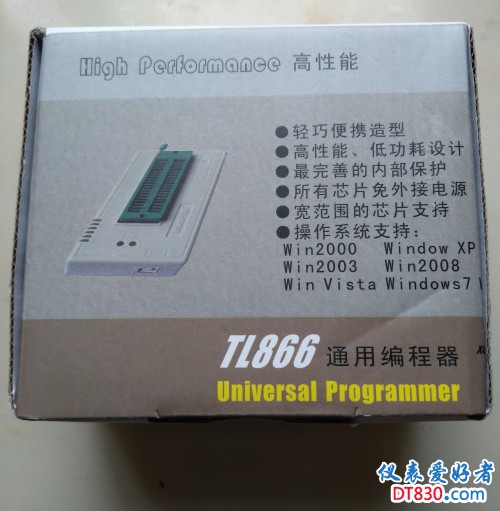 High Performance 高性能
●轻巧便携造型
●高性能、低功耗设计
●最完善的内部保护
●所有芯片免外接电源
●宽范围的芯片支持
●操作系统支持:
Win2000 Window XP
Win2003 Win2008
Win Vista Windows7
TL866 通用编程器
Universal Programmer
仪表爱好者
DT830.com